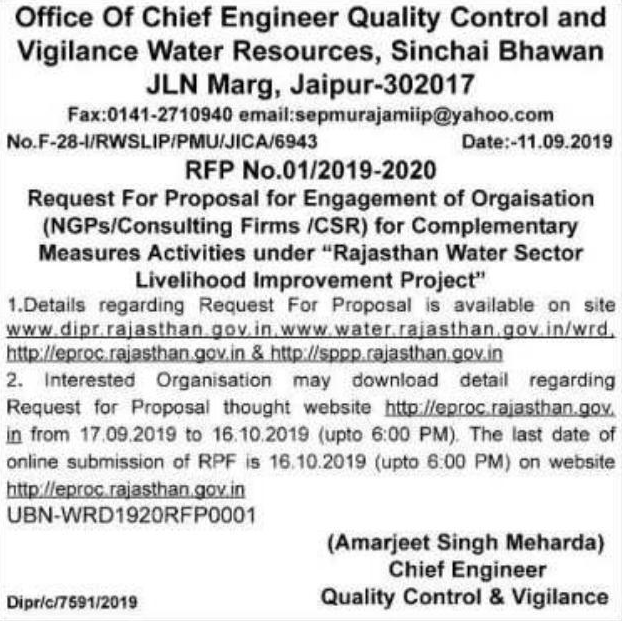 Office Of Chief Engineer Quality Control and
Vigilance Water Resources, Sinchai Bhawan
JLN Marg, Jaipur-302017
Fax:0141-2710940 email:sepmurajamiip@yahoo.com
No.F-28-I/RWSLIP/PMU/JICA/6943 Date:-11.09.2019
RFP No.01/2019-2020
Request For Proposal for Engagement of Orgaisation
(NGPs/Consulting Firms /CSR) for Complementary
Measures Activities under “Rajasthan Water Sector
Livelihood Improvement Project”
1.Details regarding Request For Proposal is available on site
www.dipr.rajasthan.gov.in,www.water.rajasthan.gov.in/wrd,
http://eproc.rajasthan.gov.in & http://sppp.rajasthan.gov.in
2. Interested Organisation may download detail regarding
Request for Proposal thought website http://eproc.rajasthan.gov.
in from 17.09.2019 to 16.10.2019 (upto 6:00 PM). The last date of
online submission of RPF is 16.10.2019 (upto 6:00 PM) on website
http://eproc.rajasthan.gov.in
UBN-WRD1920RFP0001
(Amarjeet Singh Meharda)
Chief Engineer
Dipr/c/7591/2019 Quality Control & Vigilance